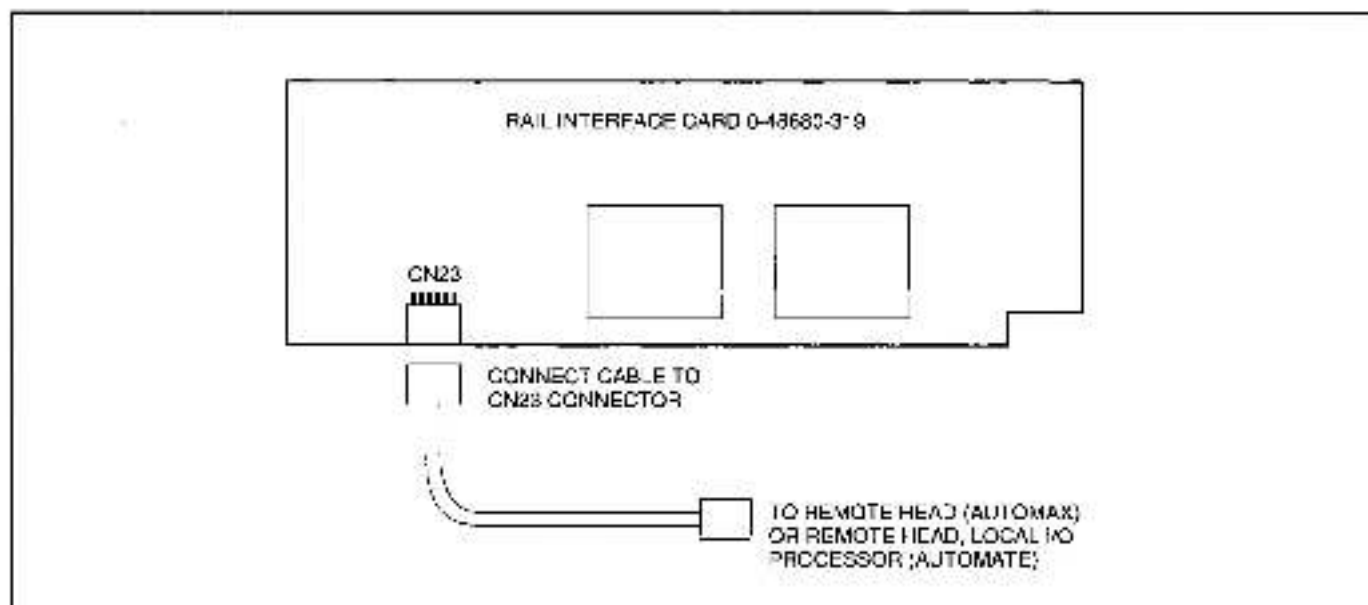 RAIL INTERFACE CARD 0-48680-319
CN23
CONNECT CABLE TO
CN23 CONNECTOR
TO REMOTE HEAD (AUTOMAX)
OR REMOTE HEAD, LOCAL I/O
PROCESSOR (AUTOMATE)